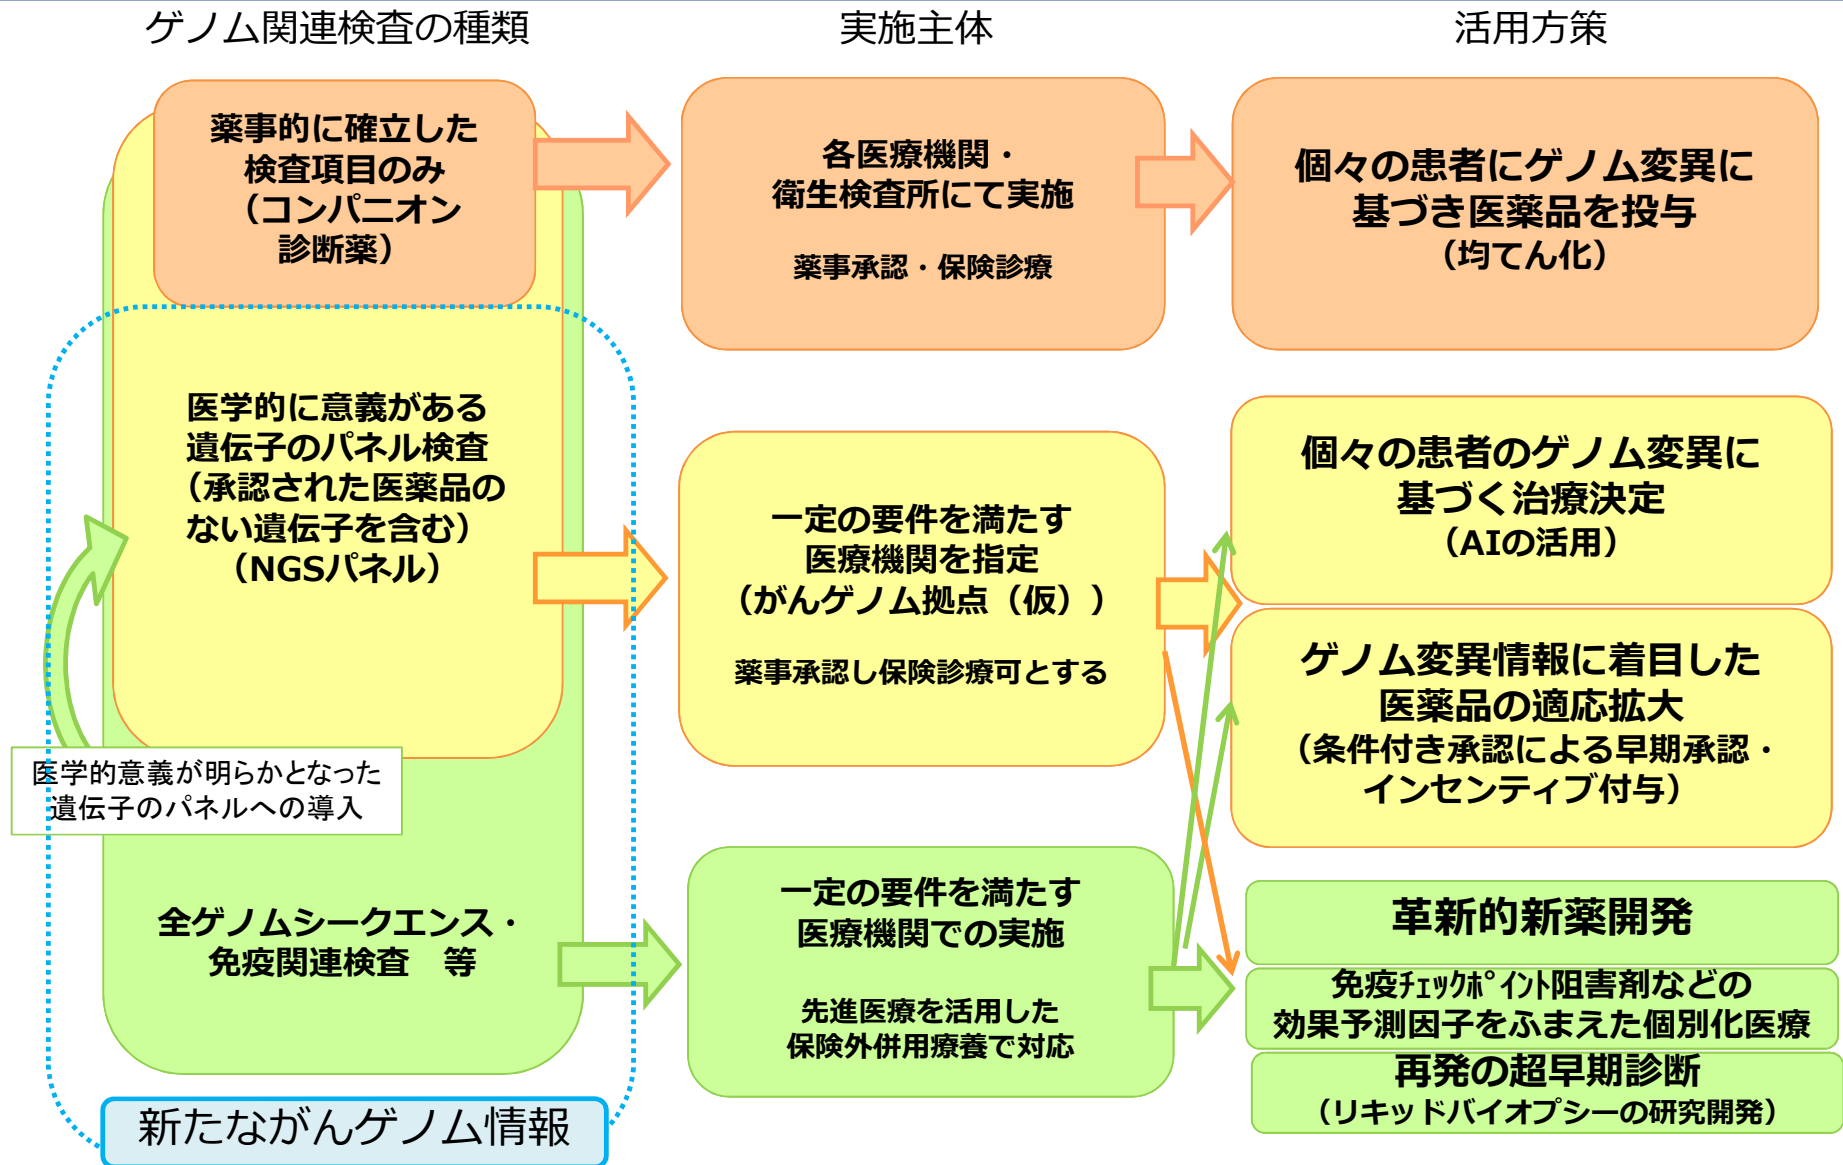 ゲノム関連検査の種類
実施主体
活用方策
薬事的に確立した
検査項目のみ
（コンパニオン
診断薬）
各医療機関・
衛生検査所にて実施
薬事承認・保険診療
個々の患者にゲノム変異に
基づき医薬品を投与
（均てん化）
医学的に意義がある
遺伝子のパネル検査
（承認された医薬品の
ない遺伝子を含む）
（NGSパネル）
一定の要件を満たす
医療機関を指定
（がんゲノム拠点（仮））
薬事承認し保険診療可とする
個々の患者のゲノム変異に
基づく治療決定
（AIの活用）
ゲノム変異情報に着目した
医薬品の適応拡大
（条件付き承認による早期承認・
インセンティブ付与）
医学的意義が明らかとなった
遺伝子のパネルへの導入
全ゲノムシークエンス・
免疫関連検査　等
一定の要件を満たす
医療機関での実施
先進医療を活用した
保険外併用療養で対応
革新的新薬開発
免疫ﾁｪｯｸﾎﾟｲﾝﾄ阻害剤などの
効果予測因子をふまえた個別化医療
再発の超早期診断
（リキッドバイオプシーの研究開発）
新たながんゲノム情報